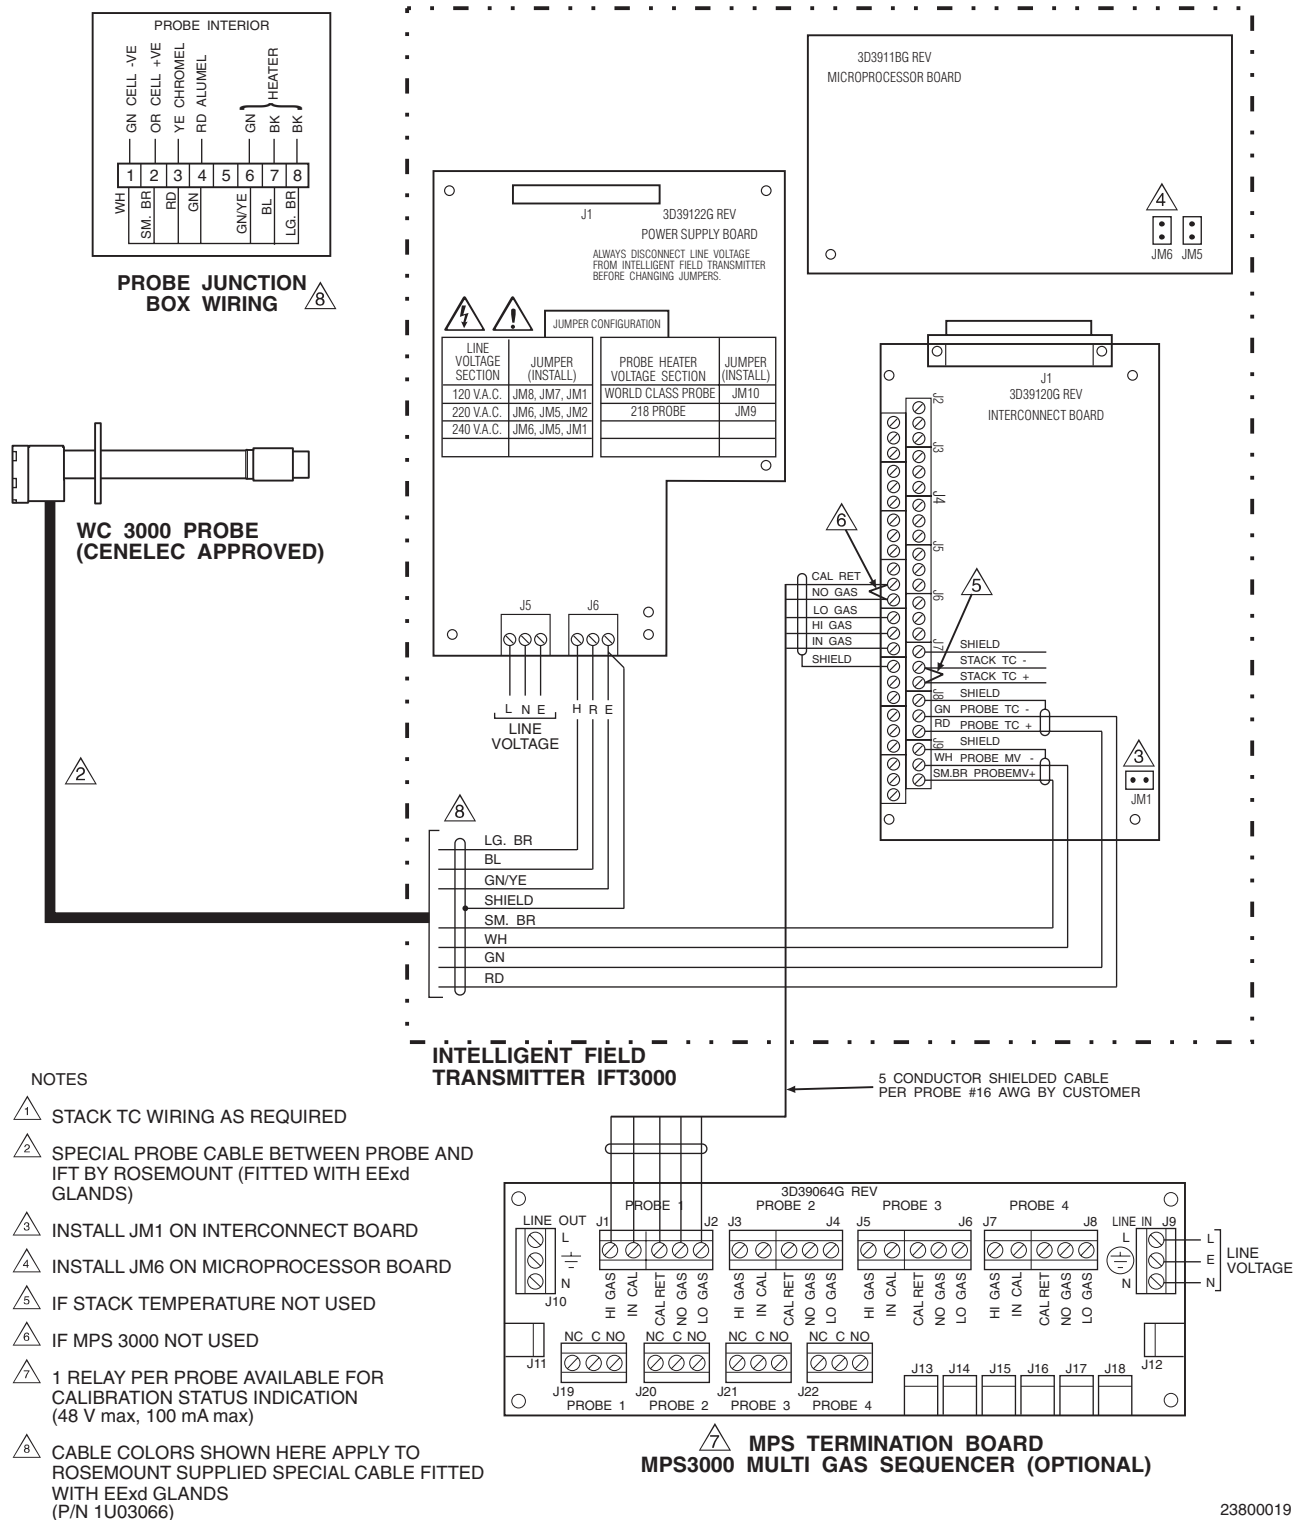 PROBE INTERIOR
GN CELL -VE
OR CELL +VE
YE CHROMEL
RD ALUMEL
GN
BK
BK
HEATER
1 2 3 4 5 6 7 8
WH
SM. BR
RD
GN
GN/YE
BL
LG. BR
PROBE JUNCTION
BOX WIRING
8
3D3911BG REV
MICROPROCESSOR BOARD
4
JM6 JM5
J1
3D39122G REV
POWER SUPPLY BOARD
ALWAYS DISCONNECT LINE VOLTAGE
FROM INTELLIGENT FIELD TRANSMITTER
BEFORE CHANGING JUMPERS.
JUMPER CONFIGURATION
LINE
VOLTAGE
SECTION
JUMPER
(INSTALL)
PROBE HEATER
VOLTAGE SECTION
JUMPER
(INSTALL)
120 V.A.C. JM8, JM7, JM1 WORLD CLASS PROBE JM10
220 V.A.C. JM6, JM5, JM2 218 PROBE JM9
240 V.A.C. JM6, JM5, JM1
J5 J6
L N E
LINE
VOLTAGE
H R E
J1
3D39120G REV
INTERCONNECT BOARD
J2
J3
J4
J5
J6
J7
J8
J9
6
5
CAL RET
NO GAS
LO GAS
HI GAS
IN GAS
SHIELD
SHIELD
STACK TC -
STACK TC +
SHIELD
GN PROBE TC -
RD PROBE TC +
SHIELD
WH PROBE MV -
SM.BR PROBEMV+
3
JM1
WC 3000 PROBE
(CENELEC APPROVED)
2
8
LG. BR
BL
GN/YE
SHIELD
SM. BR
WH
GN
RD
INTELLIGENT FIELD
TRANSMITTER IFT3000
5 CONDUCTOR SHIELDED CABLE
PER PROBE #16 AWG BY CUSTOMER
NOTES
1 STACK TC WIRING AS REQUIRED
2 SPECIAL PROBE CABLE BETWEEN PROBE AND
IFT BY ROSEMOUNT (FITTED WITH EExd
GLANDS)
3 INSTALL JM1 ON INTERCONNECT BOARD
4 INSTALL JM6 ON MICROPROCESSOR BOARD
5 IF STACK TEMPERATURE NOT USED
6 IF MPS 3000 NOT USED
7 1 RELAY PER PROBE AVAILABLE FOR
CALIBRATION STATUS INDICATION
(48 V max, 100 mA max)
8 CABLE COLORS SHOWN HERE APPLY TO
ROSEMOUNT SUPPLIED SPECIAL CABLE FITTED
WITH EExd GLANDS
(P/N 1U03066)
3D39064G REV
PROBE 1 PROBE 2 PROBE 3 PROBE 4
LINE OUT J1 J2 J3 J4 J5 J6 J7 J8 LINE IN J9
L
N
J10
HI GAS
IN CAL
CAL RET
NO GAS
LO GAS
HI GAS
IN CAL
CAL RET
NO GAS
LO GAS
HI GAS
IN CAL
CAL RET
NO GAS
LO GAS
HI GAS
IN CAL
CAL RET
NO GAS
LO GAS
L
N
L
E
N
LINE
VOLTAGE
NC C NO NC C NO NC C NO NC C NO
J11 J13 J14 J15 J16 J17 J18 J12
J19 J20 J21 J22
PROBE 1 PROBE 2 PROBE 3 PROBE 4
7 MPS TERMINATION BOARD
MPS3000 MULTI GAS SEQUENCER (OPTIONAL)
23800019